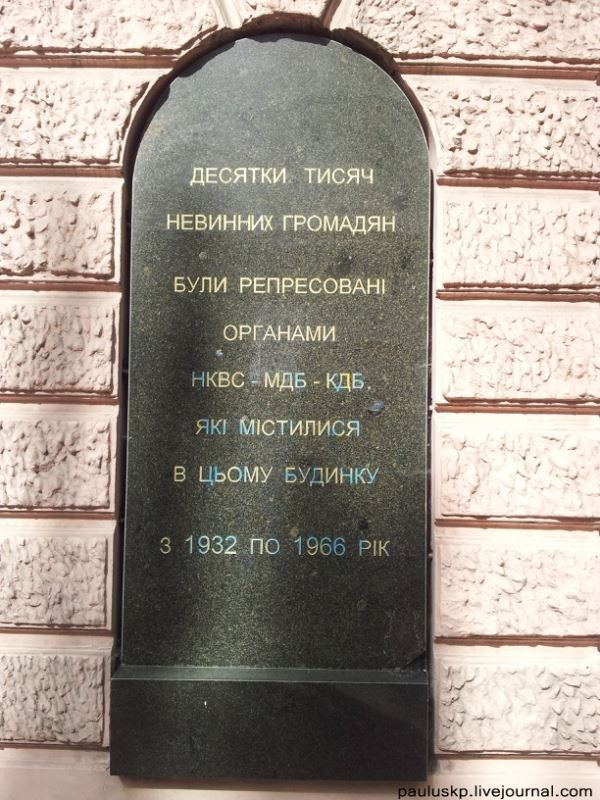 ДЕСЯТКИ ТИСЯЧ
НЕВИННИХ ГРОМАДЯН
БУЛИ РЕПРЕСОВАНІ
ОРГАНАМИ
НКВС - МДБ - КДБ,
ЯКІ МІСТИЛИСЯ
В ЦЬОМУ БУДИНКУ
З 1932 ПО 1966 РІК
pauluskp.livejournal.com